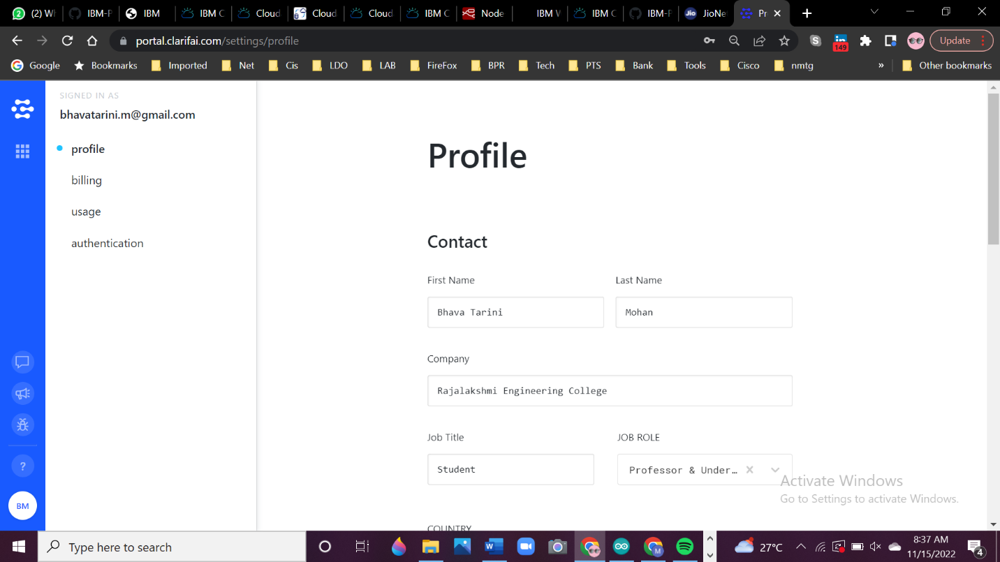 (2) Wh IBM-P IBM IBM C Cloud Cloud Cloud IBM C Node IBM W IBM C IBM-P Jio JioNe Pr
portal.clarifai.com/settings/profile
149 Update
Google Bookmarks Imported Net Cis LDO LAB FireFox BPR Tech PTS Bank Tools Cisco nmtg » Other bookmarks
SIGNED IN AS
bhavatarini.m@gmail.com
profile
billing
usage
authentication
Profile
Contact
First Name Last Name
Bhava Tarini Mohan
Company
Rajalakshmi Engineering College
Job Title JOB ROLE
Student Professor & Under…
COUNTRY
?
BM
Activate Windows
Go to Settings to activate Windows.
Type here to search
27°C
8:37 AM
11/15/2022
4